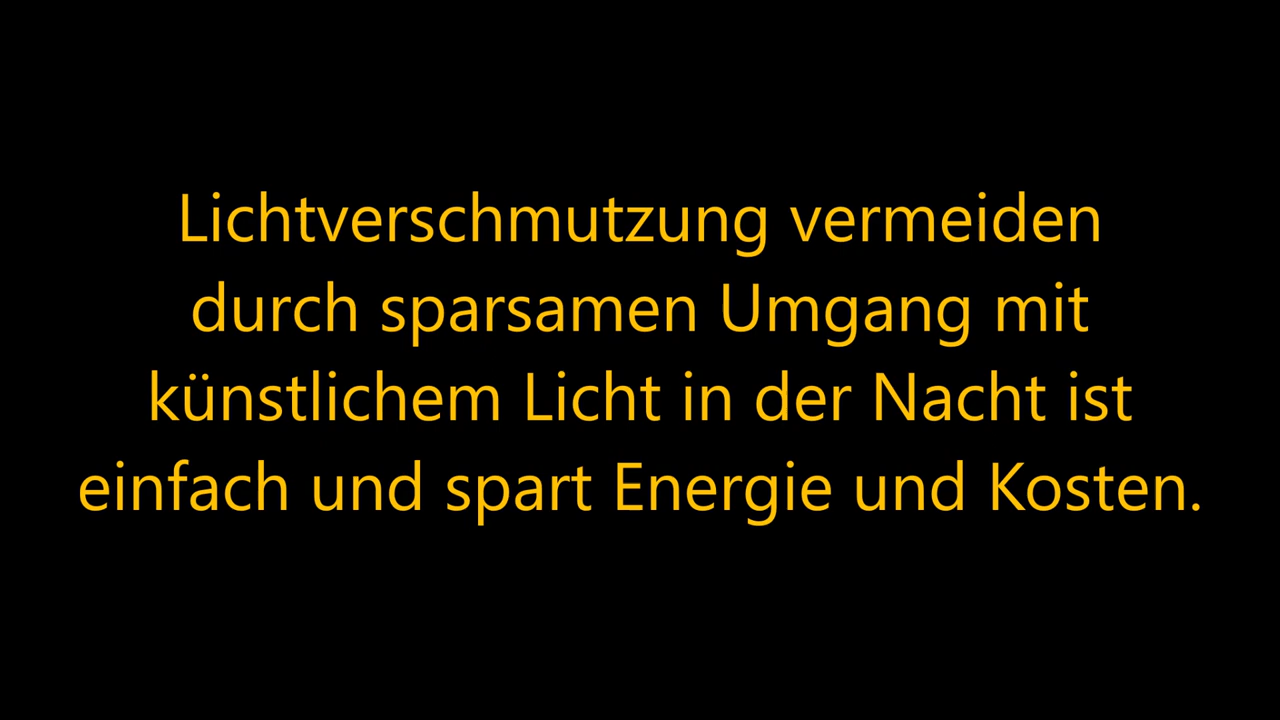 Lichtverschmutzung vermeiden
durch sparsamen Umgang mit
künstlichem Licht in der Nacht ist
einfach und spart Energie und Kosten.